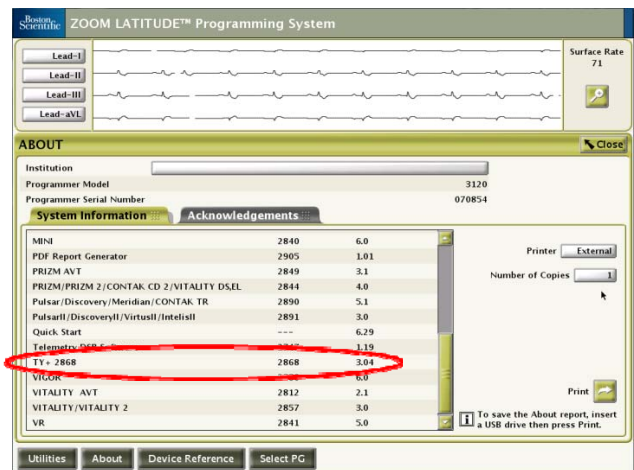 Boston Scientific ZOOM LATITUDE™ Programming System
Lead-I
Lead-II
Lead-III
Lead-aVL
Surface Rate
71
ABOUT
Close
Institution
Programmer Model 3120
Programmer Serial Number 070854
System Information Acknowledgements
MINI 2840 6.0
PDF Report Generator 2905 1.01
PRIZM AVT 2849 3.1
PRIZM/PRIZM 2/CONTAK CD 2/VITALITY DS,EL 2844 4.0
Pulsar/Discovery/Meridian/CONTAK TR 2890 5.1
PulsarII/DiscoveryII/VirtusII/IntelisII 2891 3.0
Quick Start --- 6.29
Telemetry DSP 1.19
TY+ 2868 2868 3.04
VIGOR 6.0
VITALITY AVT 2812 2.1
VITALITY/VITALITY 2 2857 3.0
VR 2841 5.0
Printer External
Number of Copies 1
Print
i To save the About report, insert
a USB drive then press Print.
Utilities About Device Reference Select PG